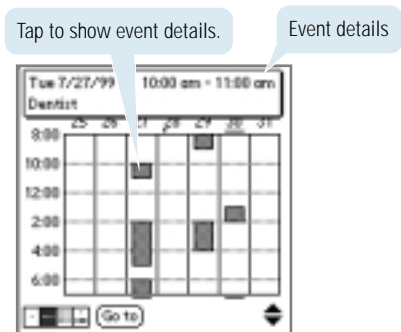 Tap to show event details.
Event details
Tue 7/27/99 10:00 am - 11:00 am
Dentist
25 26 27 28 29 30 31
8:00
10:00
12:00
2:00
4:00
6:00
Go to